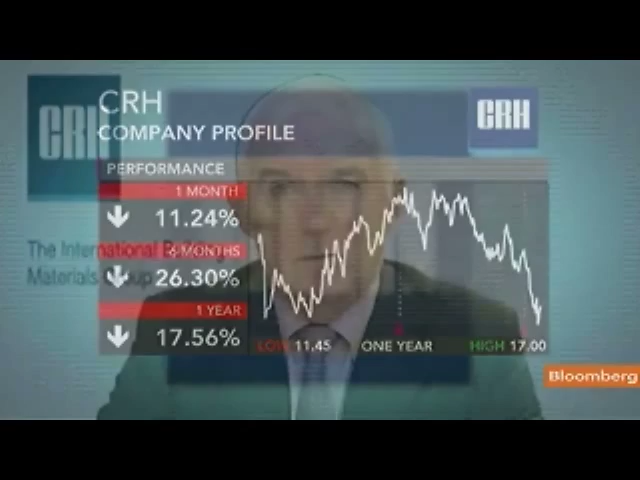 CRH
CRH
CRH
COMPANY PROFILE
PERFORMANCE
1 MONTH
11.24%
The International B
6 MONTHS
Materials G
26.30%
1 YEAR
17.56%
LOW 11.45 ONE YEAR HIGH 17.00
Bloomberg